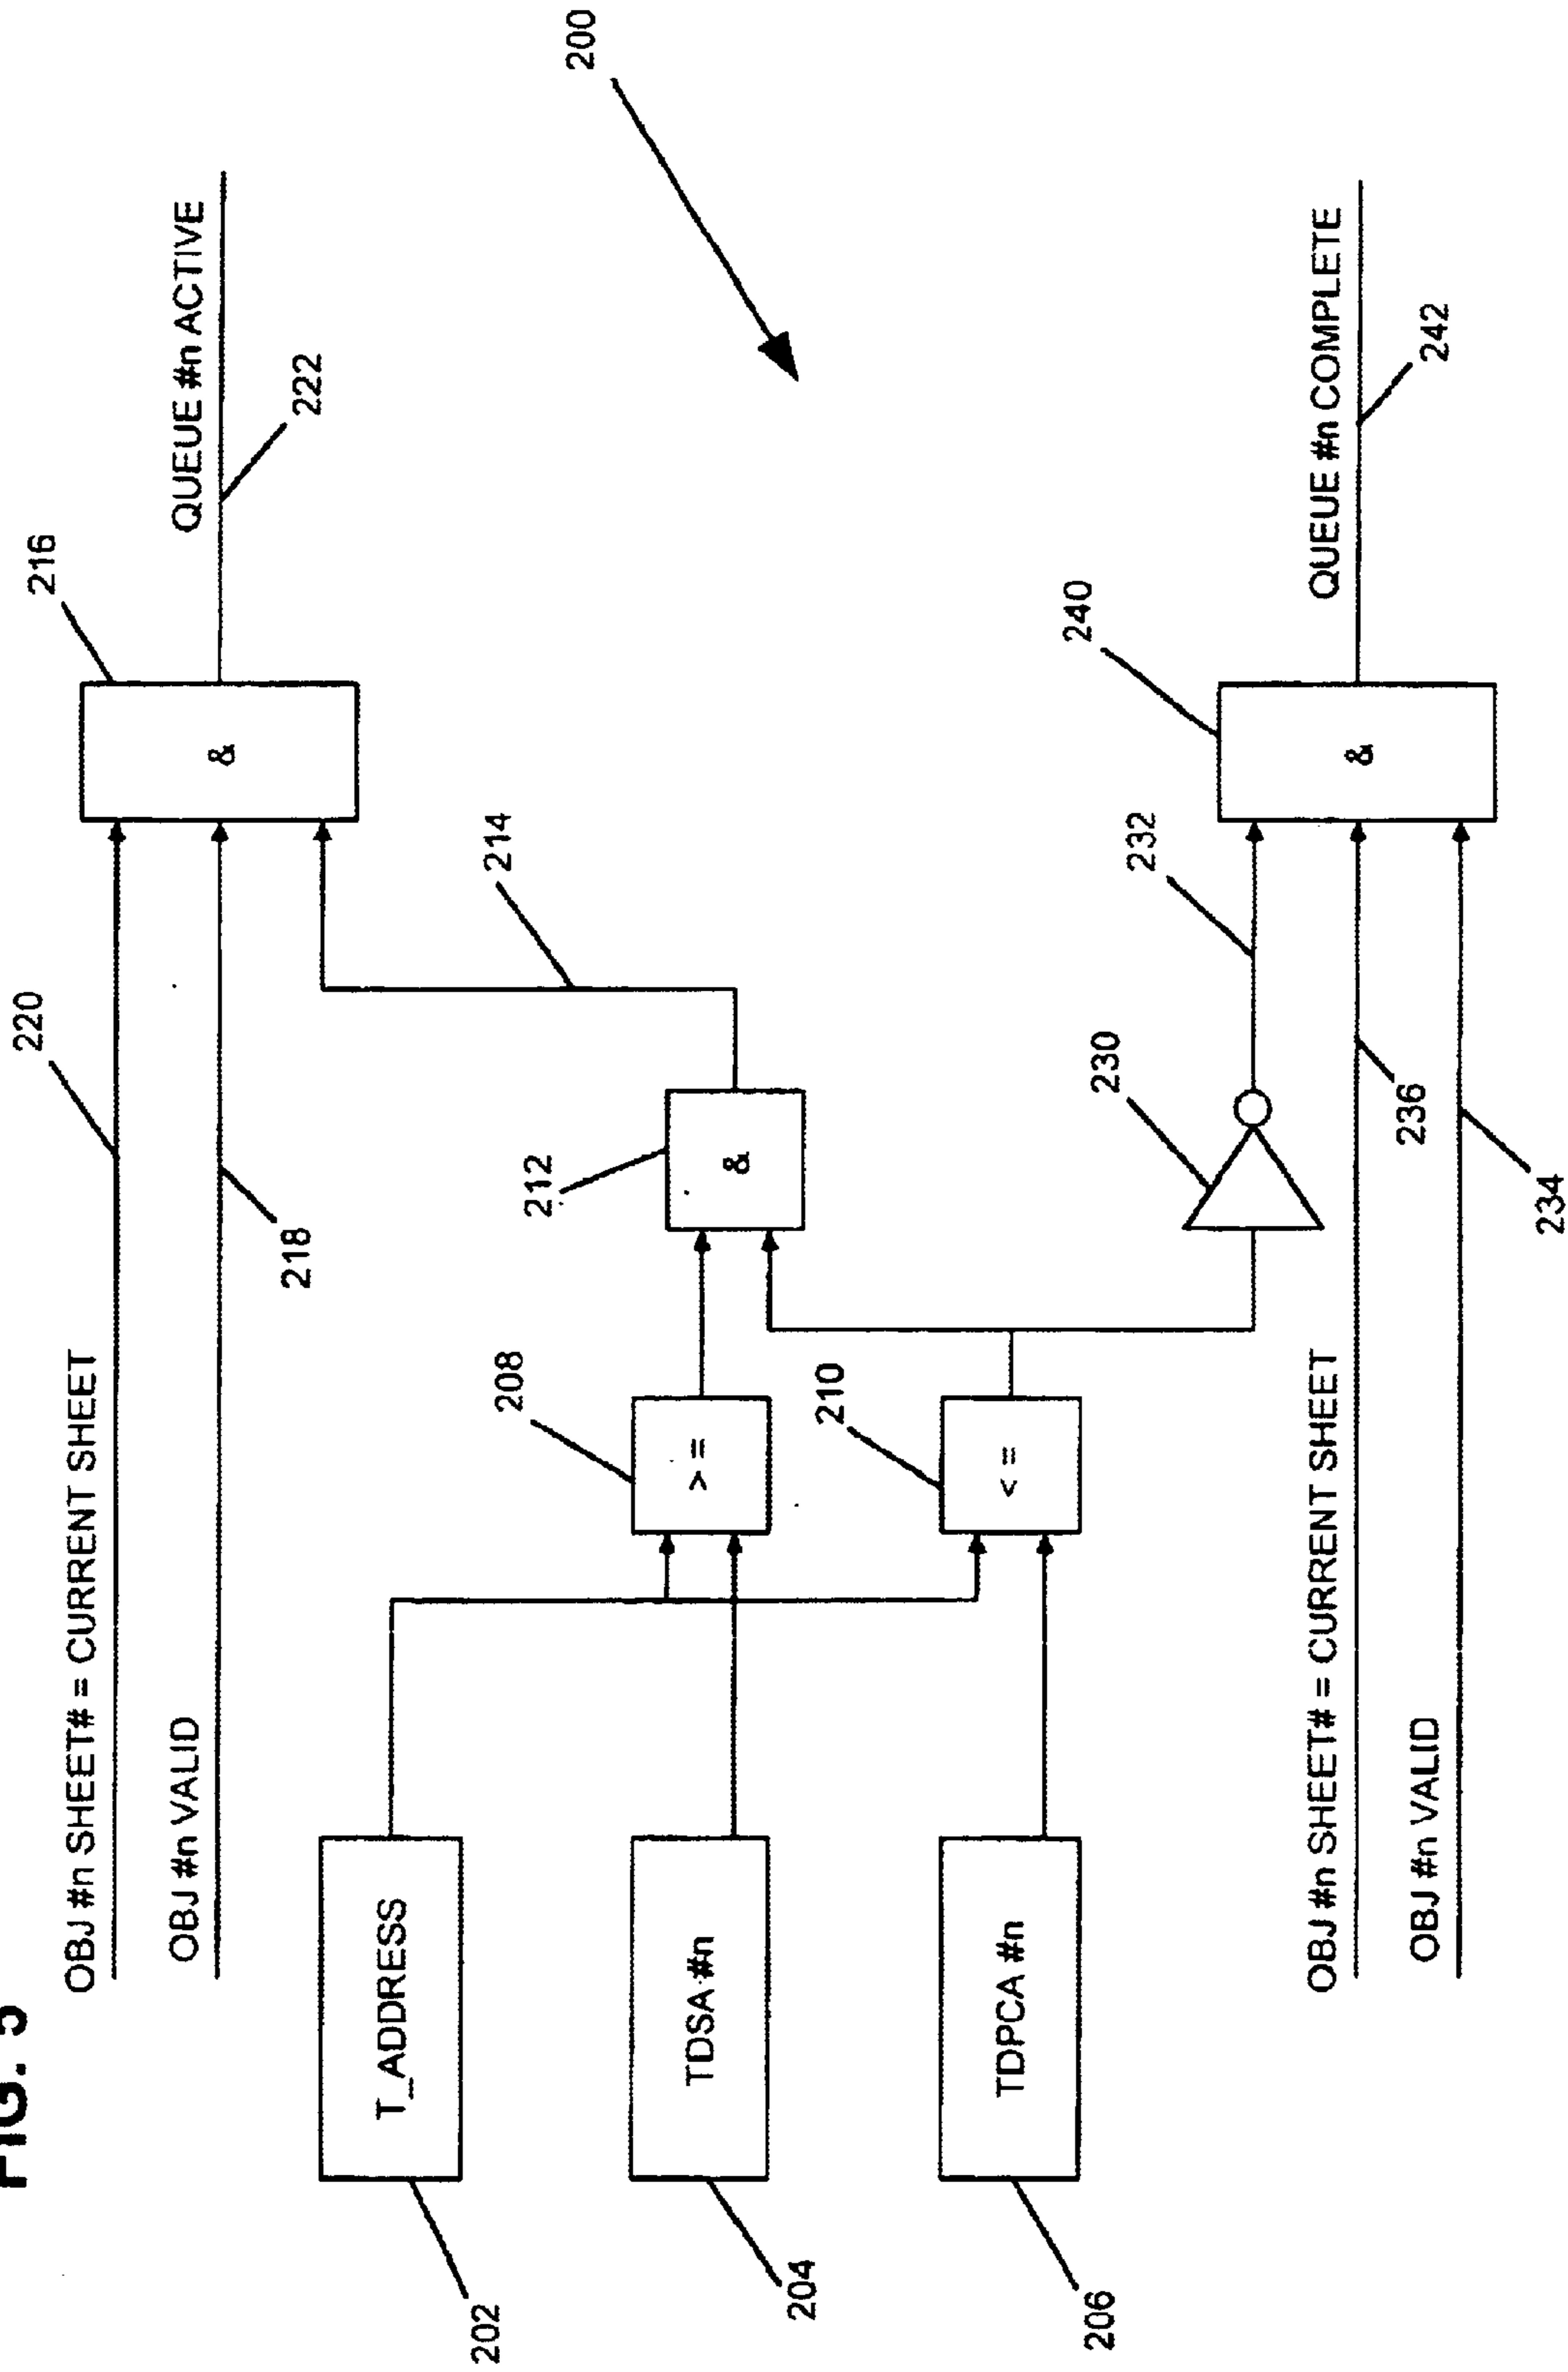 FIG. 5
OBJ #n SHEET# = CURRENT SHEET
220
216
OBJ #n VALID
218
QUEUE #n ACTIVE
222
T_ADDRESS
202
214
&
TDSA #n
204
>=
208
212
&
200
TDPCA #n
206
<=
210
230
232
240
&
OBJ #n SHEET# = CURRENT SHEET
236
QUEUE #n COMPLETE
242
OBJ #n VALID
234